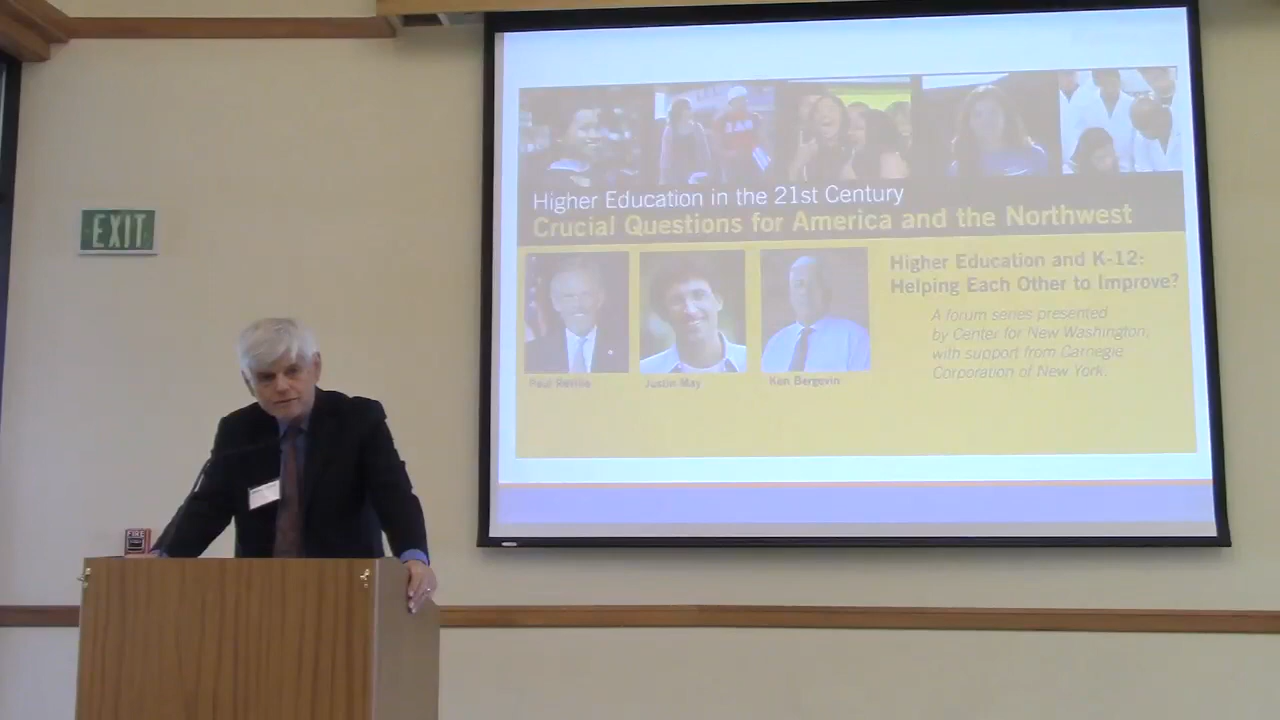 EXIT
Higher Education in the 21st Century
Crucial Questions for America and the Northwest
Higher Education and K-12:
Helping Each Other to Improve?
A forum series presented
by Center for New Washington,
with support from Carnegie
Corporation of New York.
Paul Reville
Justin May
Ken Bergevin
FIRE